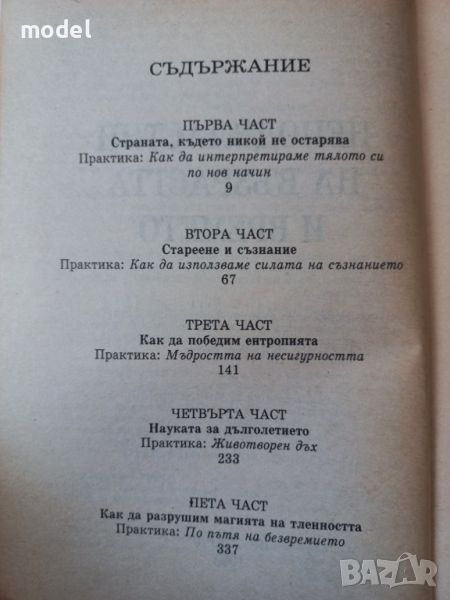 model
СЪДЪРЖАНИЕ
ПЪРВА ЧАСТ
Страната, където никой не остарява
Практика: Как да интерпретираме тялото си
по нов начин
9
ВТОРА ЧАСТ
Стареене и съзнание
Практика: Как да използваме силата на съзнанието
67
ТРЕТА ЧАСТ
Как да победим ентропията
Практика: Мъдростта на несигурността
141
ЧЕТВЪРТА ЧАСТ
Науката за дълголетието
Практика: Животворен дъх
233
ПЕТА ЧАСТ
Как да разрушим магията на тленността
Практика: По пътя на безвремието
337
BAZAR
bg